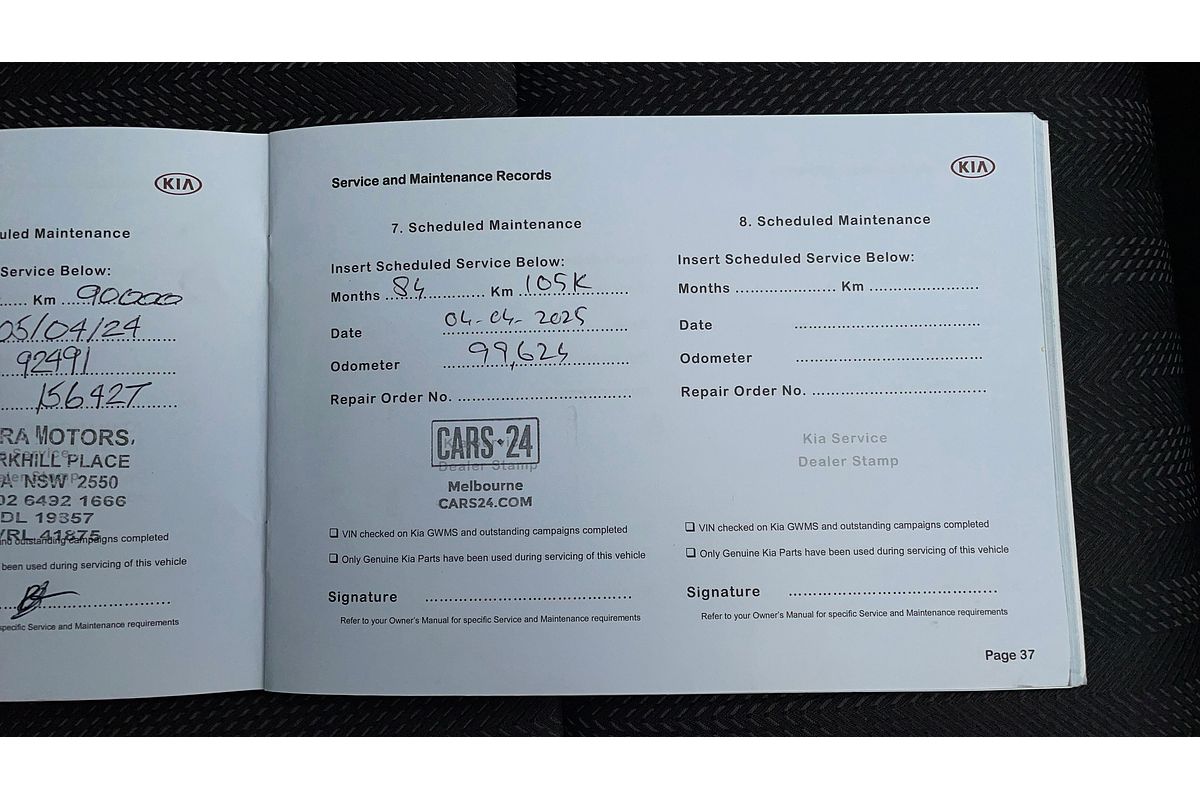 KIA
uled Maintenance
Service Below:
..... Km ...90000
05/04/24
92491
156427
RA MOTORS.
RKHILL PLACE
A NSW 2550
02 6492 1666
DL 19357
VRL 41875
and outstanding campaigns completed
been used during servicing of this vehicle
specific Service and Maintenance requirements
KIA
Service and Maintenance Records
7. Scheduled Maintenance
Insert Scheduled Service Below:
Months 84 Km 105K
Date 04-04-2025
Odometer 99,624
Repair Order No. ....................................
CARS24
Dealer Stamp
Melbourne
CARS24.COM
❑ VIN checked on Kia GWMS and outstanding campaigns completed
❑ Only Genuine Kia Parts have been used during servicing of this vehicle
Signature ..........................................
Refer to your Owner's Manual for specific Service and Maintenance requirements
8. Scheduled Maintenance
Insert Scheduled Service Below:
Months .................... Km ......................
Date ......................................
Odometer ......................................
Repair Order No. ....................................
Kia Service
Dealer Stamp
❑ VIN checked on Kia GWMS and outstanding campaigns completed
❑ Only Genuine Kia Parts have been used during servicing of this vehicle
Signature ..........................................
Refer to your Owner's Manual for specific Service and Maintenance requirements
Page 37